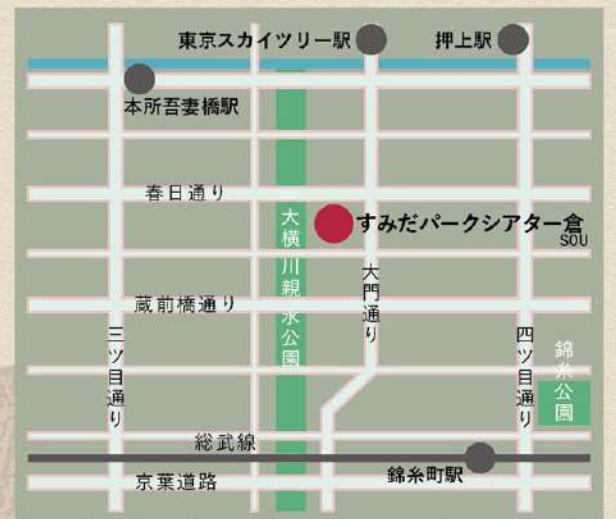 東京スカイツリー駅
押上駅
本所吾妻橋駅
春日通り
すみだパークシアター倉
SOU
大横川親水公園
大門通り
蔵前橋通り
三ツ目通り
四ツ目通り
錦糸公園
総武線
錦糸町駅
京葉道路